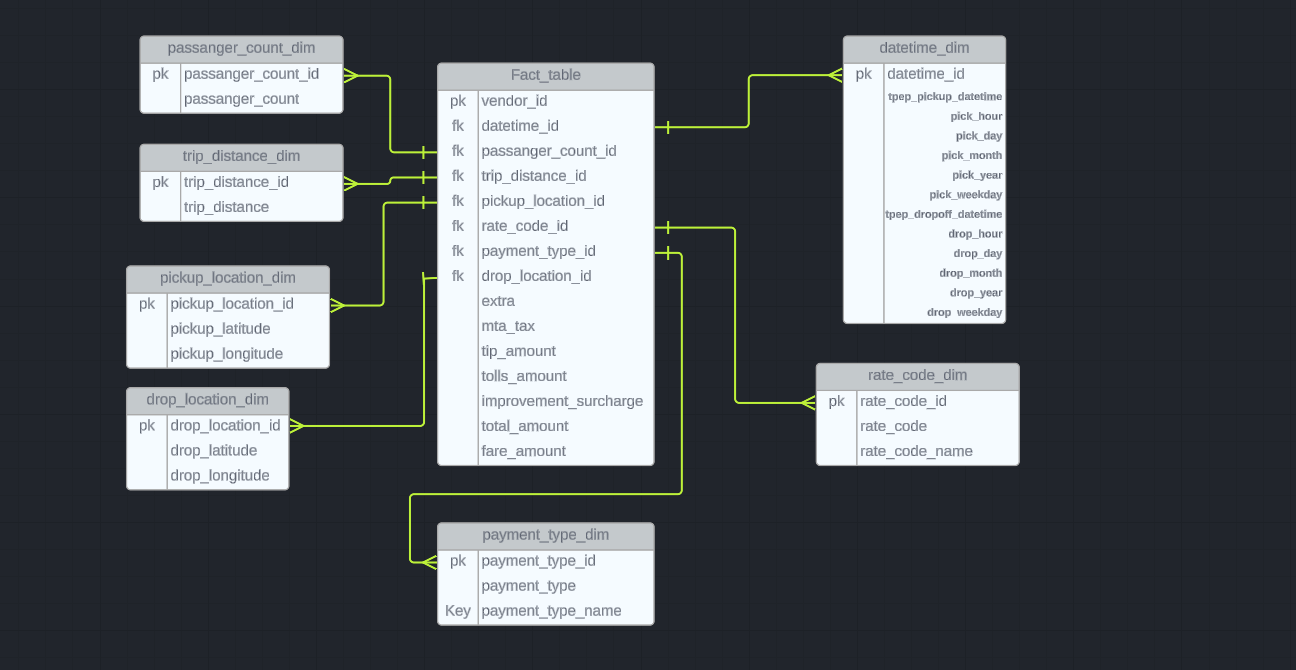 passanger_count_dim
pk passanger_count_id
passanger_count
trip_distance_dim
pk trip_distance_id
trip_distance
pickup_location_dim
pk pickup_location_id
pickup_latitude
pickup_longitude
drop_location_dim
pk drop_location_id
drop_latitude
drop_longitude
Fact_table
pk vendor_id
fk datetime_id
fk passanger_count_id
fk trip_distance_id
fk pickup_location_id
fk rate_code_id
fk payment_type_id
fk drop_location_id
extra
mta_tax
tip_amount
tolls_amount
improvement_surcharge
total_amount
fare_amount
payment_type_dim
pk payment_type_id
payment_type
Key payment_type_name
datetime_dim
pk datetime_id
tpep_pickup_datetime
pick_hour
pick_day
pick_month
pick_year
pick_weekday
tpep_dropoff_datetime
drop_hour
drop_day
drop_month
drop_year
drop_weekday
rate_code_dim
pk rate_code_id
rate_code
rate_code_name